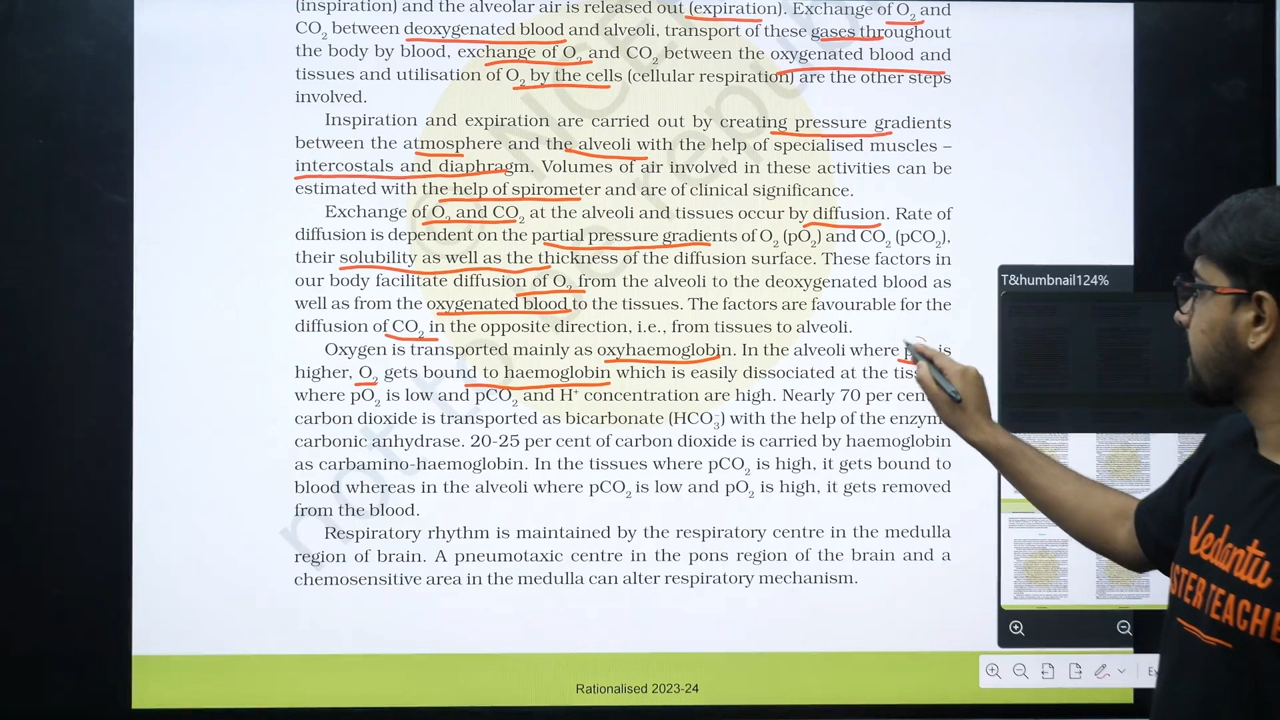 (inspiration) and the alveolar air is released out (expiration). Exchange of O2 and
CO2 between deoxygenated blood and alveoli, transport of these gases throughout
the body by blood, exchange of O2 and CO2 between the oxygenated blood and
tissues and utilisation of O2 by the cells (cellular respiration) are the other steps
involved.
Inspiration and expiration are carried out by creating pressure gradients
between the atmosphere and the alveoli with the help of specialised muscles –
intercostals and diaphragm. Volumes of air involved in these activities can be
estimated with the help of spirometer and are of clinical significance.
Exchange of O2 and CO2 at the alveoli and tissues occur by diffusion. Rate of
diffusion is dependent on the partial pressure gradients of O2 (pO2) and CO2 (pCO2),
their solubility as well as the thickness of the diffusion surface. These factors in
our body facilitate diffusion of O2 from the alveoli to the deoxygenated blood as
well as from the oxygenated blood to the tissues. The factors are favourable for the
diffusion of CO2 in the opposite direction, i.e., from tissues to alveoli.
Oxygen is transported mainly as oxyhaemoglobin. In the alveoli where is
higher, O2 gets bound to haemoglobin which is easily dissociated at the
where pO2 is low and pCO2 and H+ concentration are high. Nearly 70 per
carbon dioxide is transported as bicarbonate (HCO3-) with the help of the
carbonic anhydrase. 20-25 per cent of carbon dioxide is carried by haemoglobin
as carbamino-haemoglobin. In the tissues where pCO2 is high, it gets bound to
blood whereas in the alveoli where pCO2 is low and pO2 is high, it gets removed
from the blood.
Respiratory rhythm is maintained by the respiratory centre in the medulla
region of brain. A pneumotaxic centre in the pons region of the brain and a
chemosensitive area in the medulla can alter respiratory mechanism.
Rationalised 2023-24
T&humbnail124%